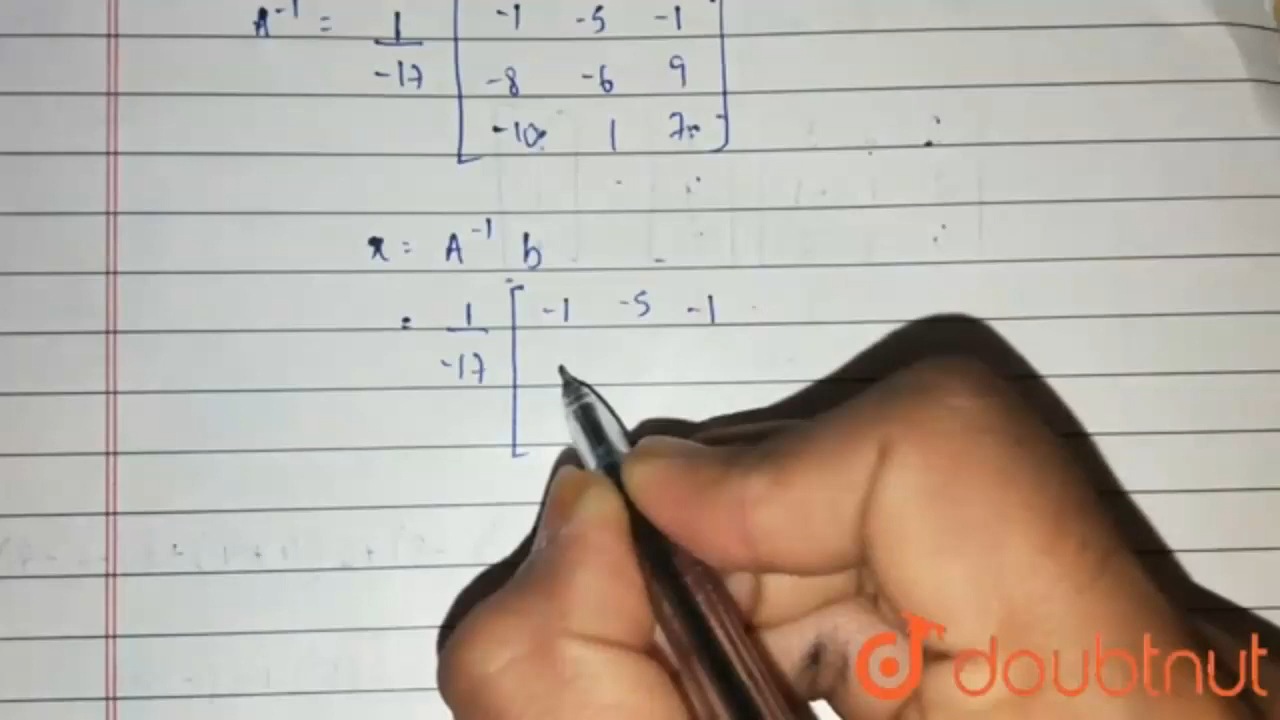 A⁻¹ = 1/-17 [ -1 -5 -1
-8 -6 9
-10 1 7 ]
x = A⁻¹ b
= 1/-17 [ -1 -5 -1
doubtnut